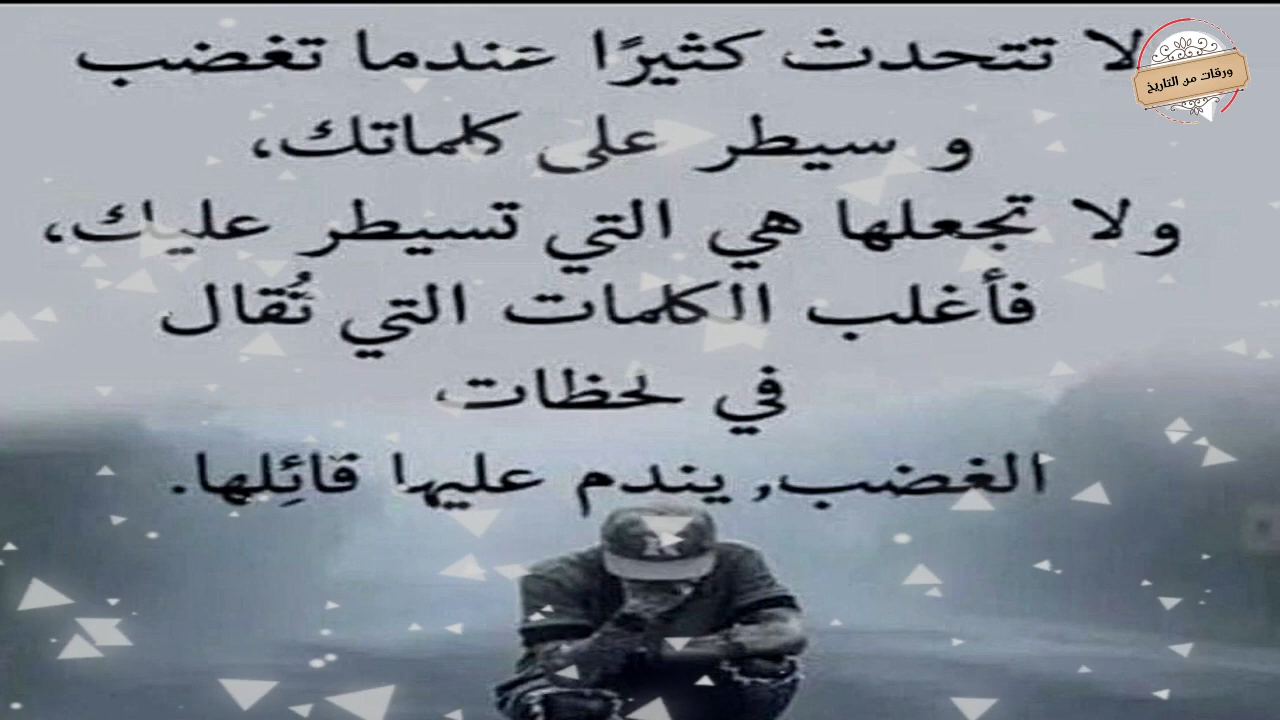 لا تتحدث كثيرًا عندما تغضب
و سيطر على كلماتك،
ولا تجعلها هي التي تسيطر عليك،
فأغلب الكلمات التي تُقال
في لحظات
الغضب, يندم عليها قائِلها.
ورقات من التاريخ